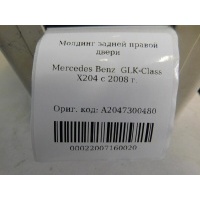 Молдинг задней правой
двери
Mercedes Benz GLK-Class
X204 с 2008 г.
Ориг. код: A2047300480
00022007160020